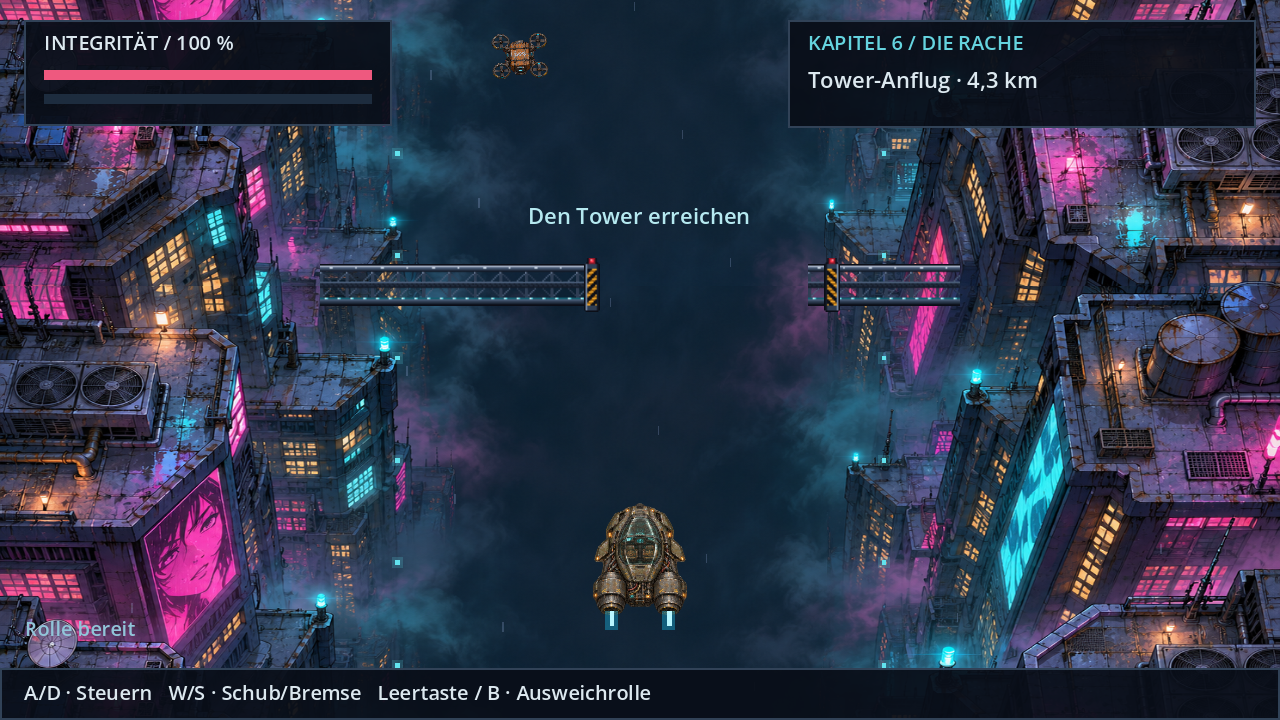 INTEGRITÄT / 100 %
KAPITEL 6 / DIE RACHE
Tower-Anflug · 4,3 km
Den Tower erreichen
Rolle bereit
A/D · Steuern W/S · Schub/Bremse Leertaste / B · Ausweichrolle